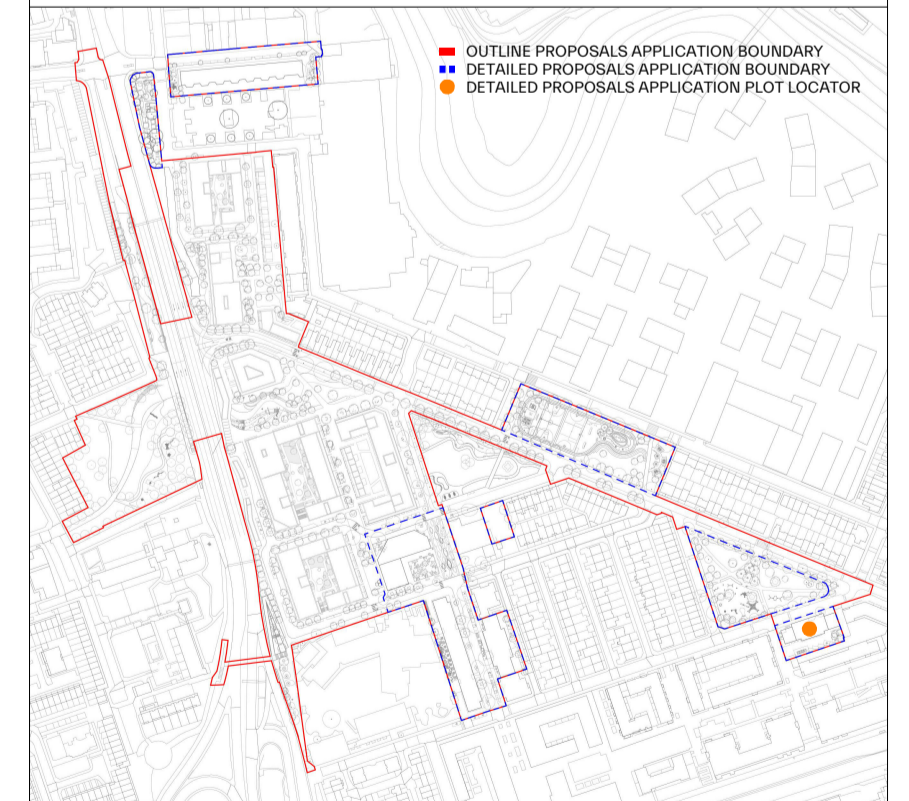 OUTLINE PROPOSALS APPLICATION BOUNDARY
DETAILED PROPOSALS APPLICATION BOUNDARY
DETAILED PROPOSALS APPLICATION PLOT LOCATOR